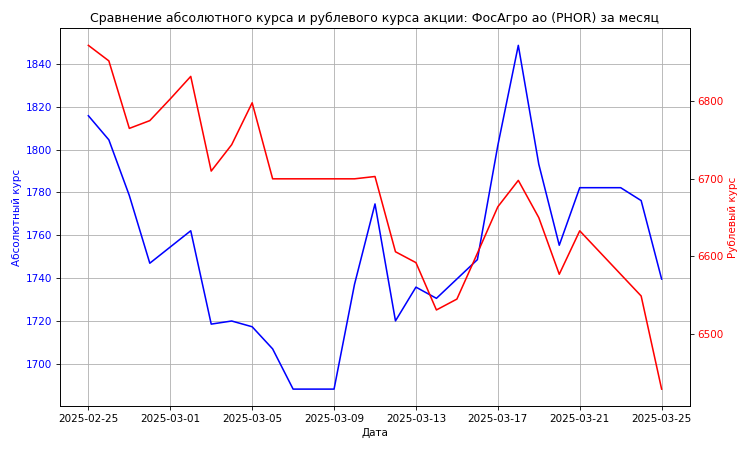 Сравнение абсолютного курса и рублевого курса акции: ФосАгро ао (PHOR) за месяц
Абсолютный курс
1840
1820
1800
1780
1760
1740
1720
1700
6800
6700
6600
6500
Рублевый курс
2025-02-25 2025-03-01 2025-03-05 2025-03-09 2025-03-13 2025-03-17 2025-03-21 2025-03-25
Дата